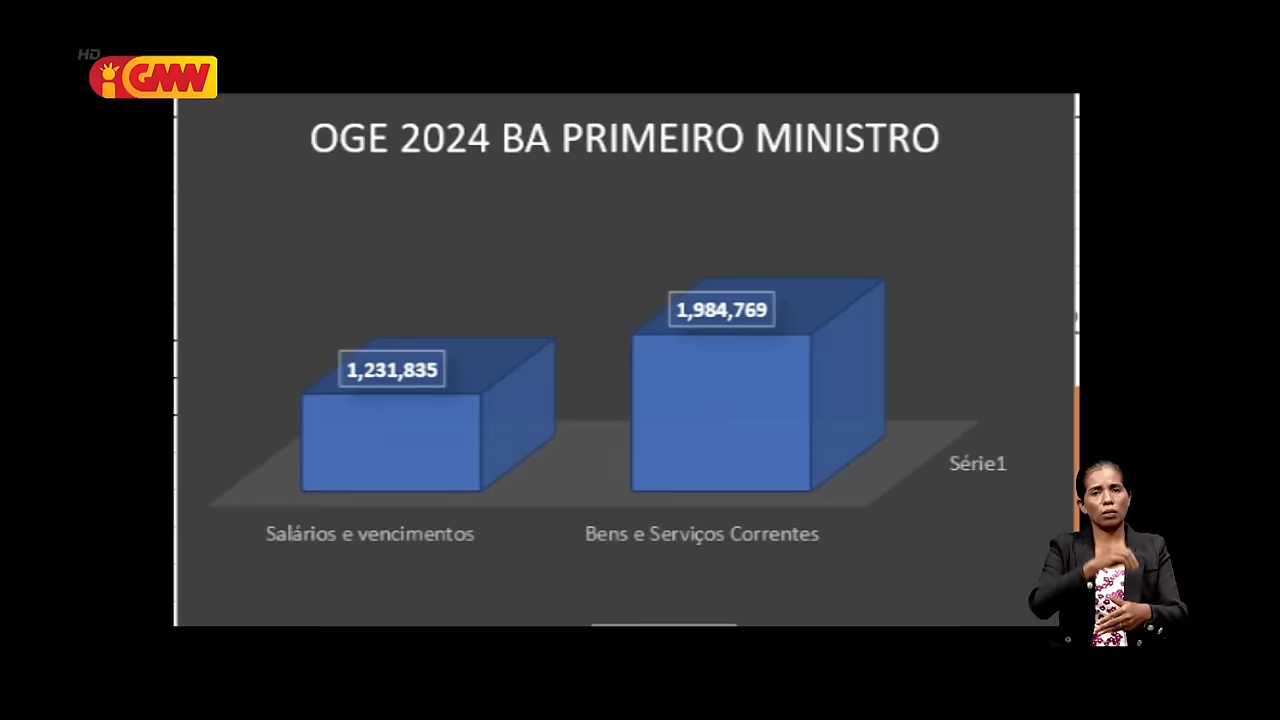 HD
GMN
OGE 2024 BA PRIMEIRO MINISTRO
1,984,769
1,231,835
Série1
Salários e vencimentos
Bens e Serviços Correntes